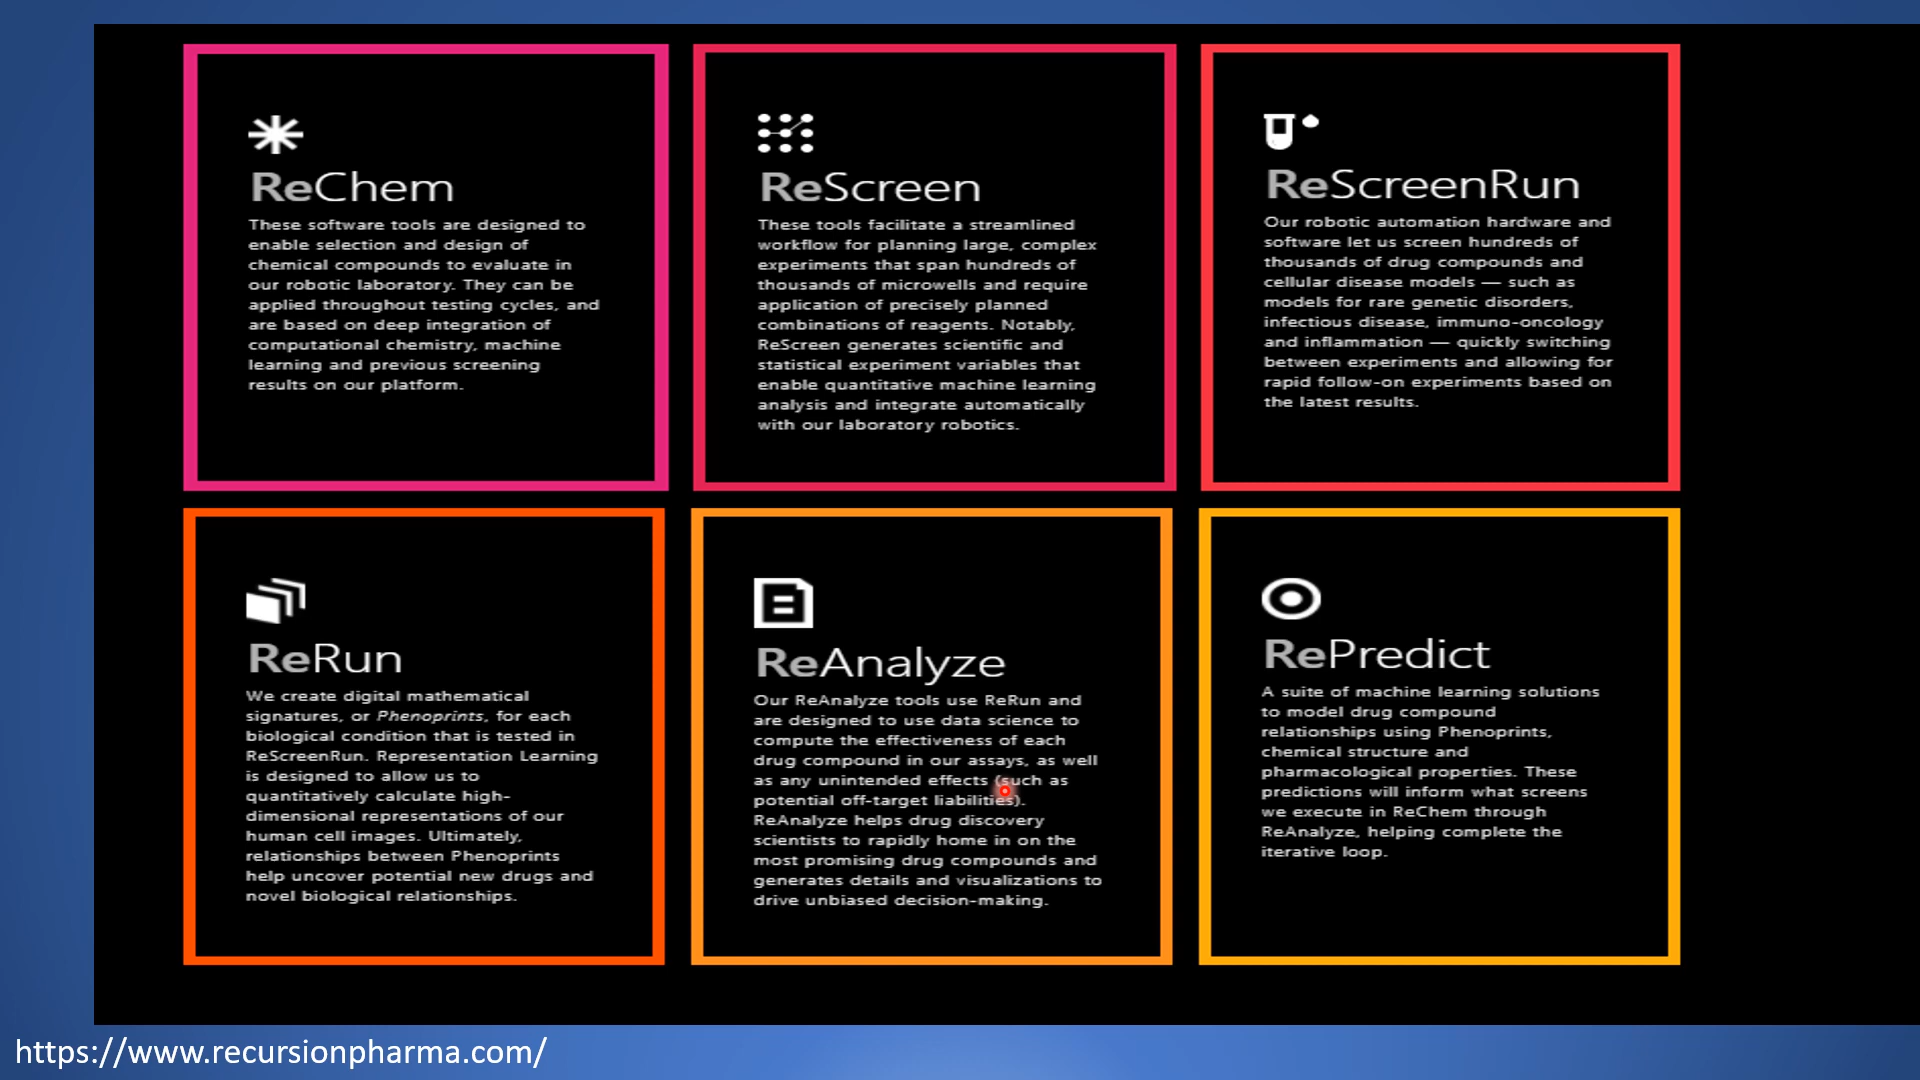 ReChem
These software tools are designed to
enable selection and design of
chemical compounds to evaluate in
our robotic laboratory. They can be
applied throughout testing cycles, and
are based on deep integration of
computational chemistry, machine
learning and previous screening
results on our platform.
ReScreen
These tools facilitate a streamlined
workflow for planning large, complex
experiments that span hundreds of
thousands of microwells and require
application of precisely planned
combinations of reagents. Notably,
ReScreen generates scientific and
statistical experiment variables that
enable quantitative machine learning
analysis and integrate automatically
with our laboratory robotics.
ReScreenRun
Our robotic automation hardware and
software let us screen hundreds of
thousands of drug compounds and
cellular disease models — such as
models for rare genetic disorders,
infectious disease, immuno-oncology
and inflammation — quickly switching
between experiments and allowing for
rapid follow-on experiments based on
the latest results.
ReRun
We create digital mathematical
signatures, or Phenoprints, for each
biological condition that is tested in
ReScreenRun. Representation Learning
is designed to allow us to
quantitatively calculate high-
dimensional representations of our
human cell images. Ultimately,
relationships between Phenoprints
help uncover potential new drugs and
novel biological relationships.
ReAnalyze
Our ReAnalyze tools use ReRun and
are designed to use data science to
compute the effectiveness of each
drug compound in our assays, as well
as any unintended effects (such as
potential off-target liabilities).
ReAnalyze helps drug discovery
scientists to rapidly home in on the
most promising drug compounds and
generates details and visualizations to
drive unbiased decision-making.
RePredict
A suite of machine learning solutions
to model drug compound
relationships using Phenoprints,
chemical structure and
pharmacological properties. These
predictions will inform what screens
we execute in ReChem through
ReAnalyze, helping complete the
iterative loop.
https://www.recursionpharma.com/